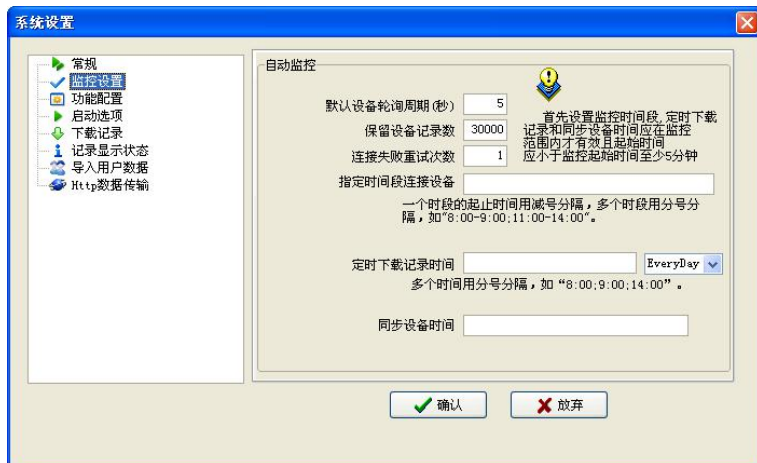 系统设置
常规
监控设置
功能配置
启动选项
下载记录
记录显示状态
导入用户数据
Http数据传输
自动监控
默认设备轮询周期(秒) 5
保留设备记录数 30000
连接失败重试次数 1
首先设置监控时间段,定时下载
记录和同步设备时间应在监控
范围内才有效且起始时间
应小于监控起始时间至少5分钟
指定时间段连接设备
一个时段的起止时间用减号分隔，多个时段用分号分
隔，如"8:00-9:00;11:00-14:00"。
定时下载记录时间 EveryDay
多个时间用分号分隔，如 “8:00;9:00;14:00” 。
同步设备时间
确认
放弃